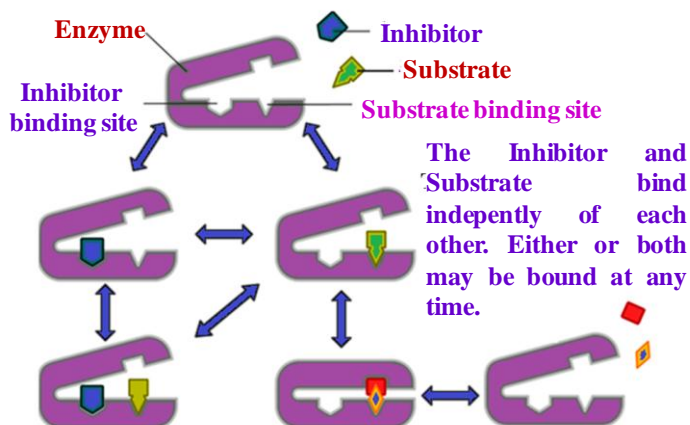 Enzyme
Inhibitor
Substrate
Inhibitor
binding site
Substrate binding site
The Inhibitor and
Substrate bind
indepently of each
other. Either or both
may be bound at any
time.